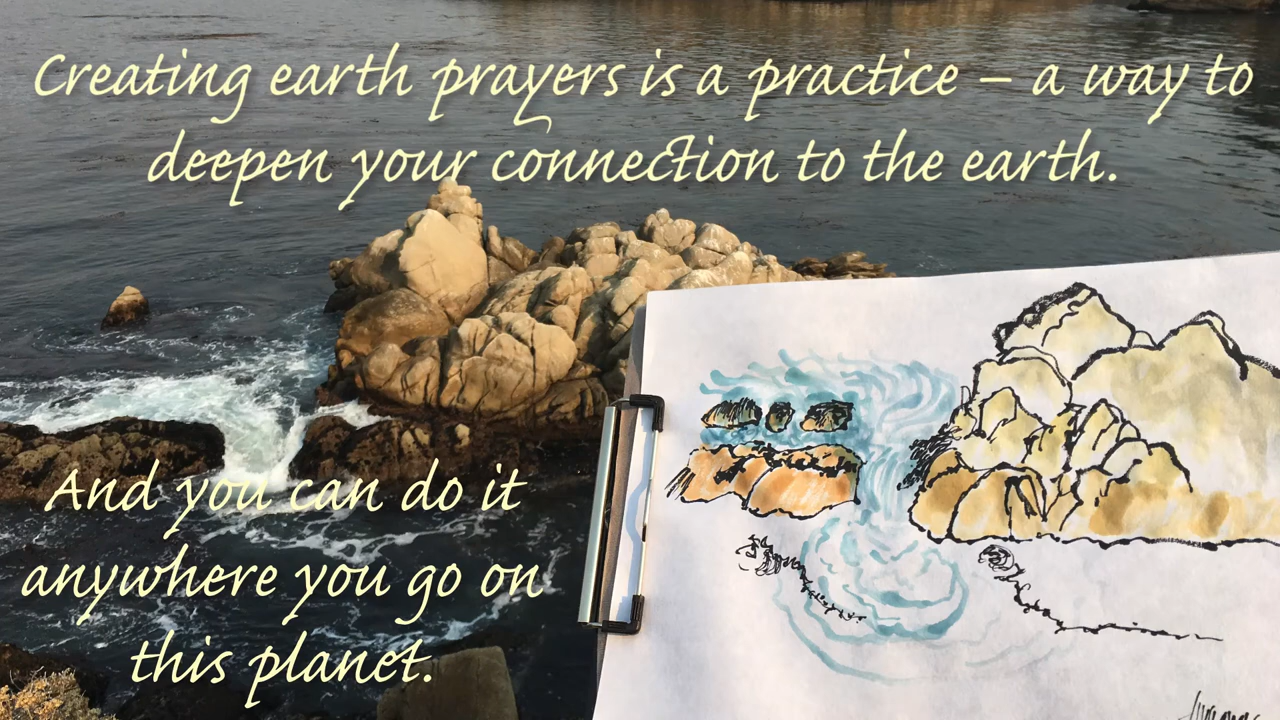 Creating earth prayers is a practice – a way to
deepen your connection to the earth.
And you can do it
anywhere you go on
this planet.